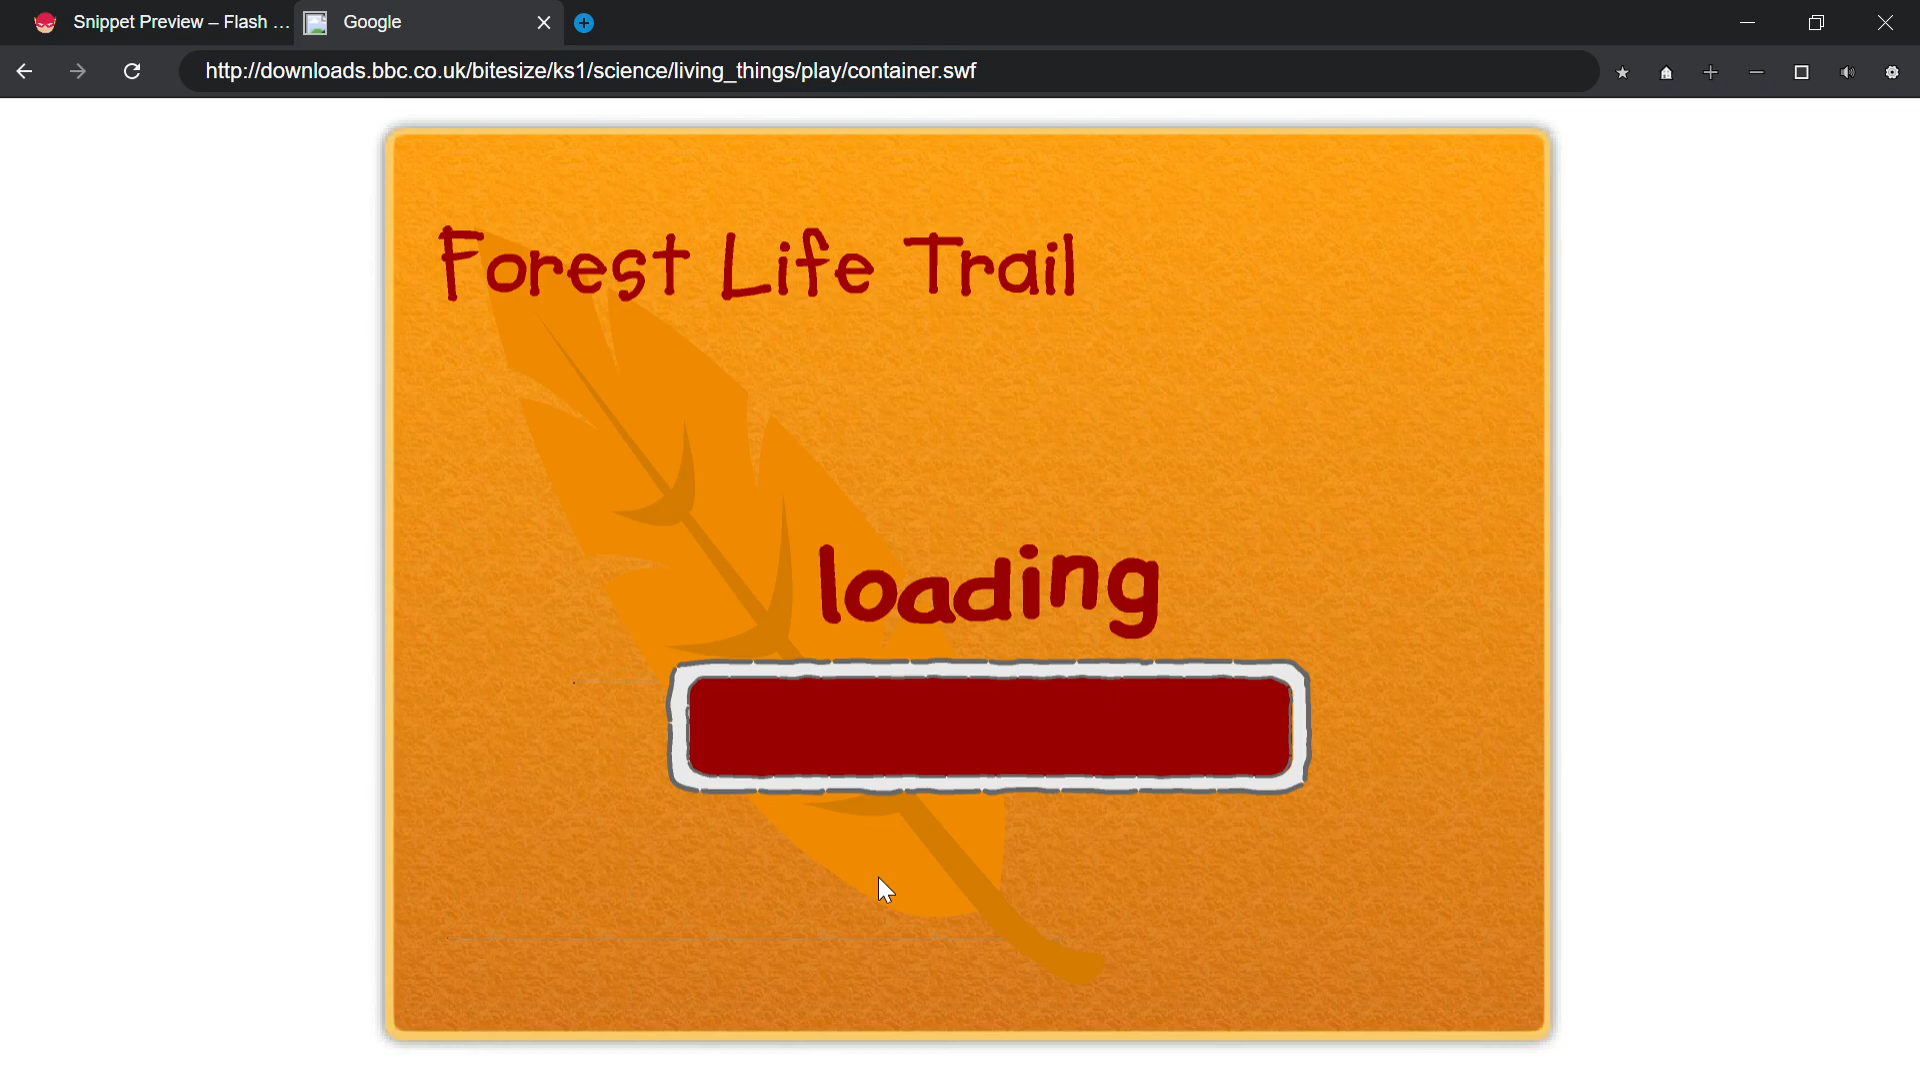 Snippet Preview – Flash ...
Google
http://downloads.bbc.co.uk/bitesize/ks1/science/living_things/play/container.swf
Forest Life Trail
loading